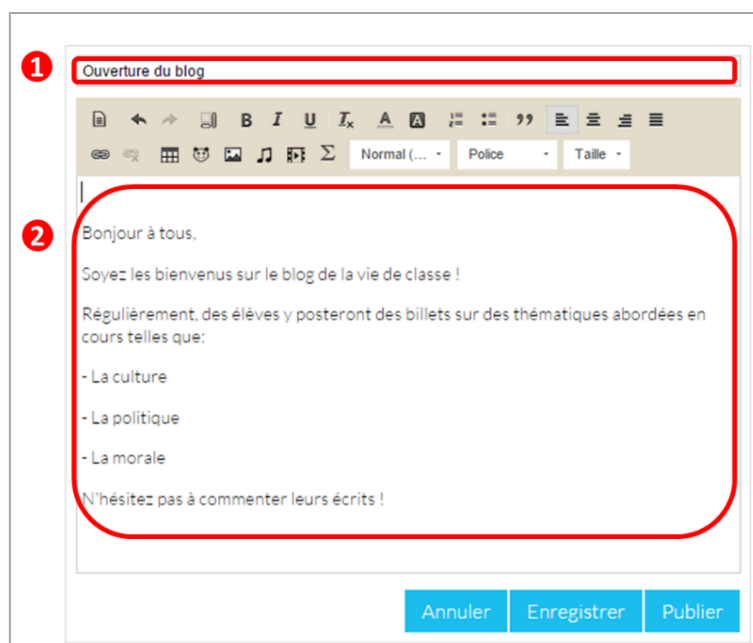 1
Ouverture du blog
Normal (... Police Taille
2
Bonjour à tous,
Soyez les bienvenus sur le blog de la vie de classe !
Régulièrement, des élèves y posteront des billets sur des thématiques abordées en
cours telles que:
- La culture
- La politique
- La morale
N'hésitez pas à commenter leurs écrits !
Annuler Enregistrer Publier